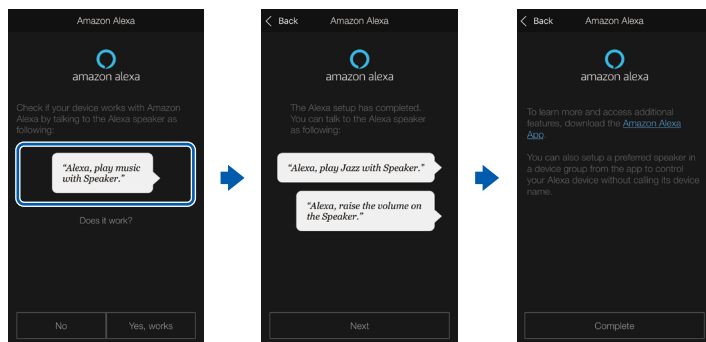 Amazon Alexa
amazon alexa
Check if your device works with Amazon
Alexa by talking to the Alexa speaker as
following:
“Alexa, play music
with Speaker.”
Does it work?
No
Yes, works
Back
Amazon Alexa
amazon alexa
The Alexa setup has completed.
You can talk to the Alexa speaker
as following:
“Alexa, play Jazz with Speaker.”
“Alexa, raise the volume on
the Speaker.”
Next
Back
Amazon Alexa
amazon alexa
To learn more and access additional
features, download the Amazon Alexa
App.
You can also setup a preferred speaker in
a device group from the app to control
your Alexa device without calling its device
name.
Complete